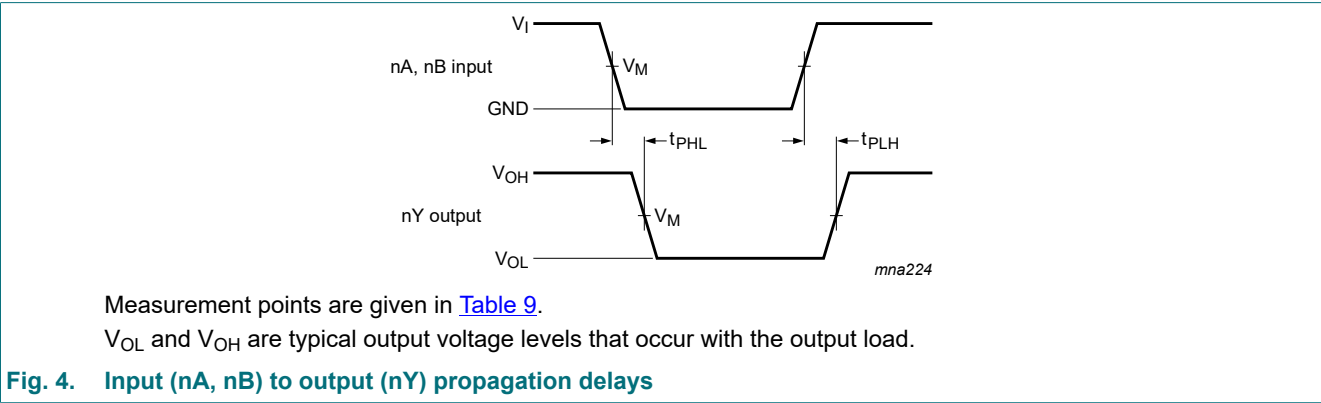 VI
nA, nB input
VM
GND
tPHL
tPLH
VOH
nY output
VM
VOL
mna224
Measurement points are given in Table 9.
VOL and VOH are typical output voltage levels that occur with the output load.
Fig. 4. Input (nA, nB) to output (nY) propagation delays